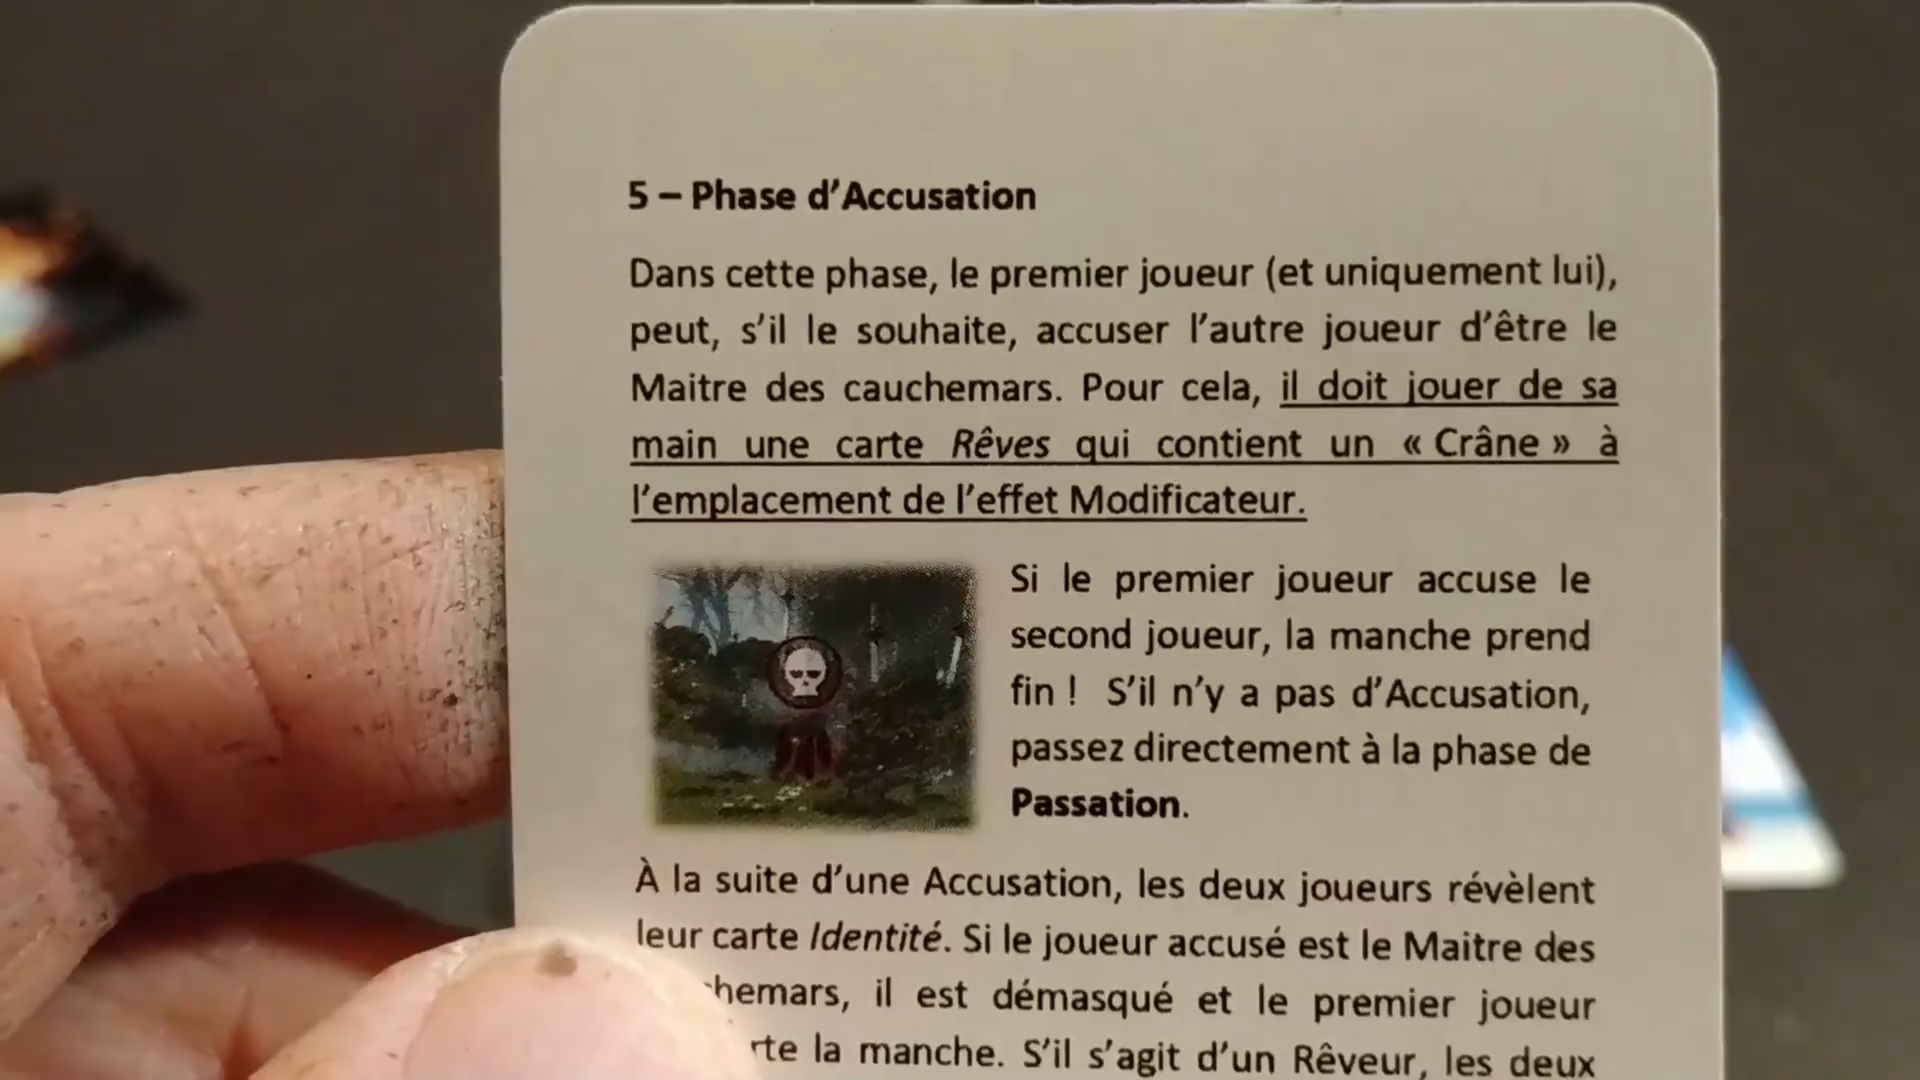 5 – Phase d'Accusation
Dans cette phase, le premier joueur (et uniquement lui),
peut, s'il le souhaite, accuser l'autre joueur d'être le
Maitre des cauchemars. Pour cela, il doit jouer de sa
main une carte Rêves qui contient un « Crâne » à
l'emplacement de l'effet Modificateur.
Si le premier joueur accuse le
second joueur, la manche prend
fin ! S'il n'y a pas d'Accusation,
passez directement à la phase de
Passation.
À la suite d'une Accusation, les deux joueurs révèlent
leur carte Identité. Si le joueur accusé est le Maitre des
hemars, il est démasqué et le premier joueur
rte la manche. S'il s'agit d'un Rêveur, les deux